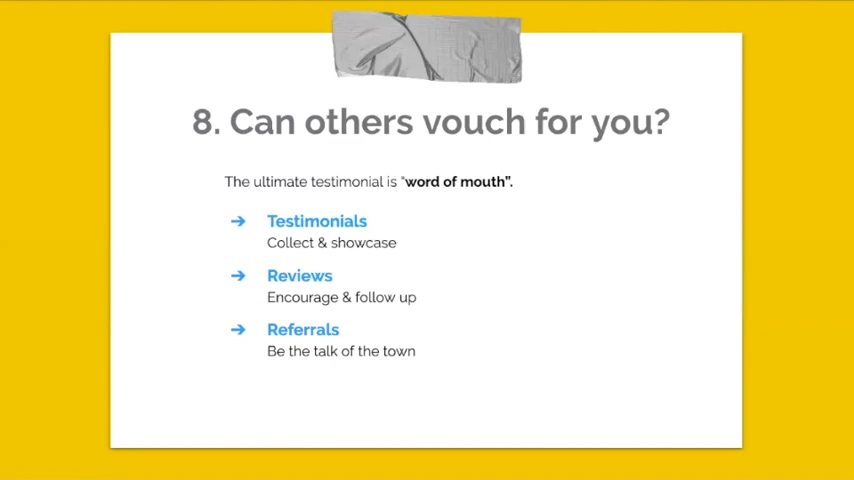 8. Can others vouch for you?
The ultimate testimonial is “word of mouth”.
➔ Testimonials
Collect & showcase
➔ Reviews
Encourage & follow up
➔ Referrals
Be the talk of the town